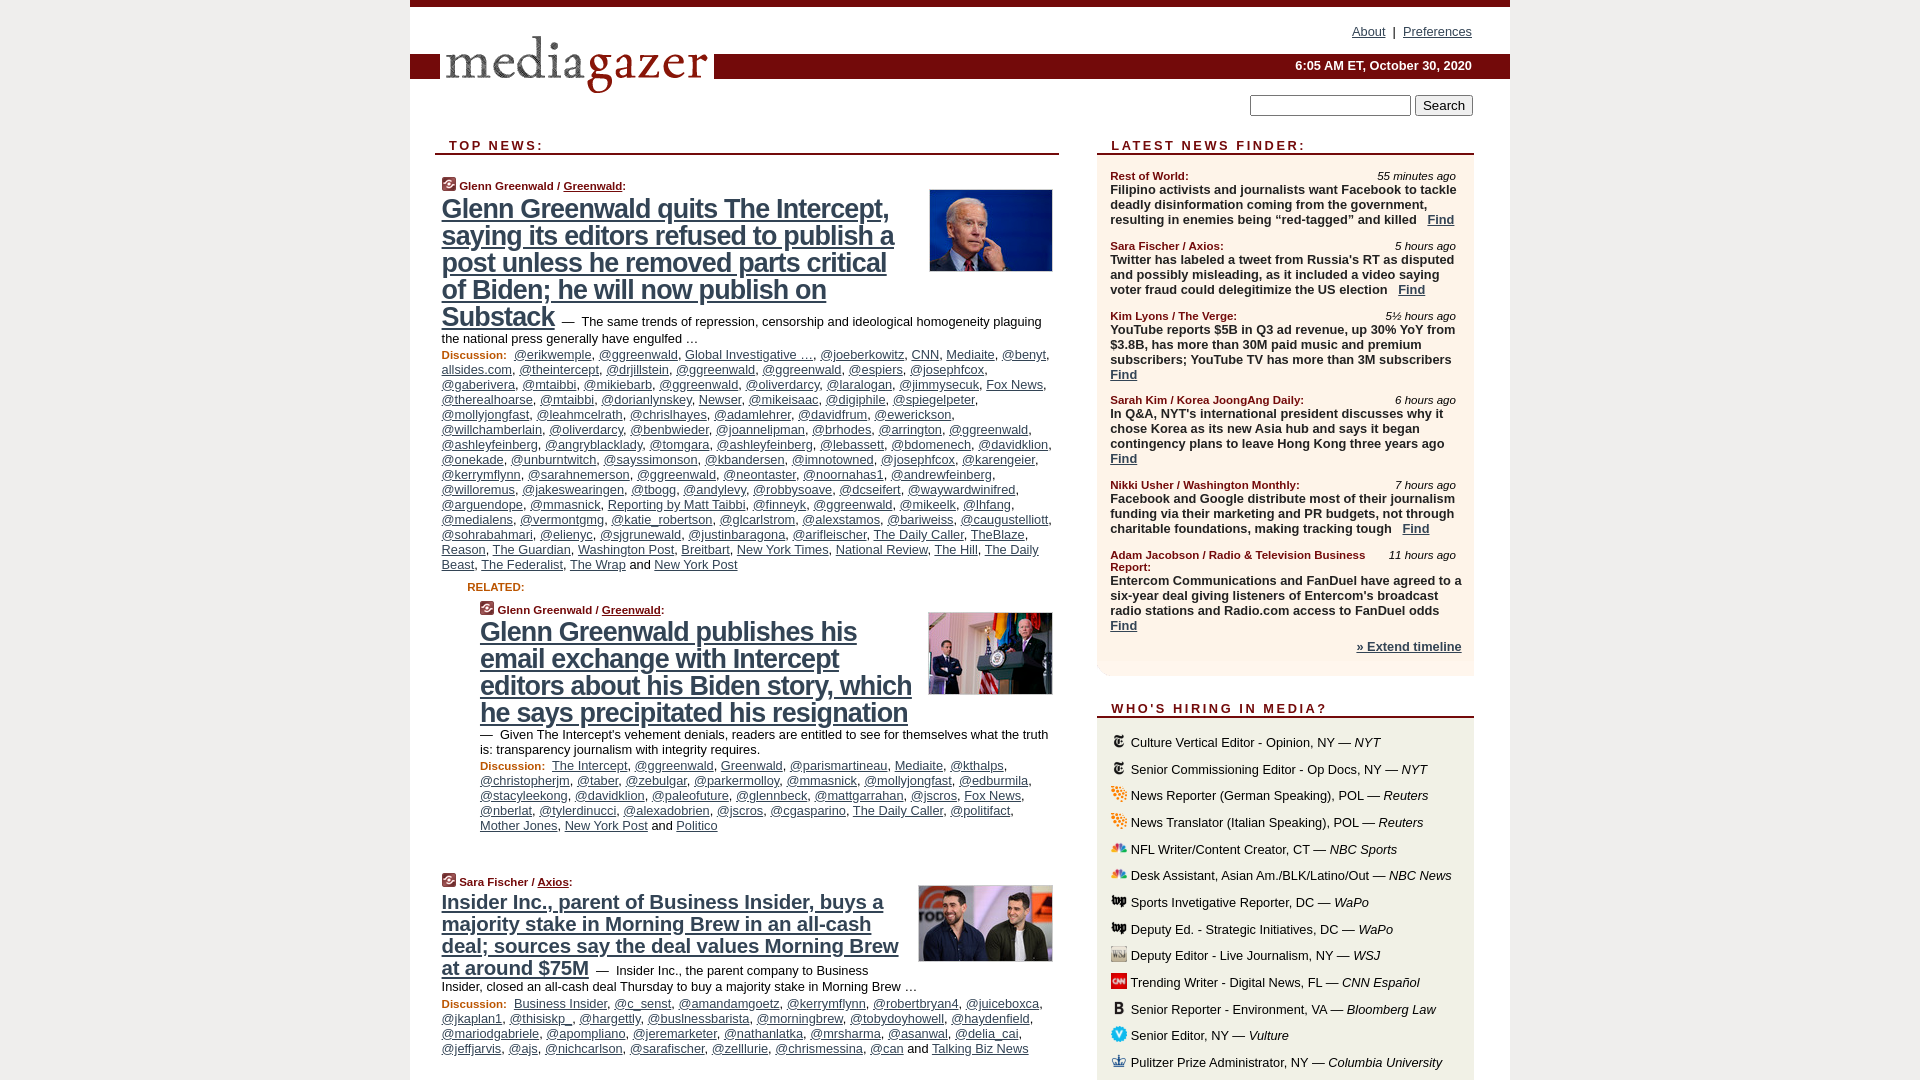 About | Preferences
mediagazer
6:05 AM ET, October 30, 2020
Search
TOP NEWS:
Glenn Greenwald / Greenwald:
Glenn Greenwald quits The Intercept,
saying its editors refused to publish a
post unless he removed parts critical
of Biden; he will now publish on
Substack — The same trends of repression, censorship and ideological homogeneity plaguing
the national press generally have engulfed …
Discussion: @erikwemple, @ggreenwald, Global Investigative …, @joeberkowitz, CNN, Mediaite, @benyt,
allsides.com, @theintercept, @drjillstein, @ggreenwald, @ggreenwald, @espiers, @josephfcox,
@gaberivera, @mtaibbi, @mikiebarb, @ggreenwald, @oliverdarcy, @laralogan, @jimmysecuk, Fox News,
@therealhoarse, @mtaibbi, @dorianlynskey, Newser, @mikeisaac, @digiphile, @spiegelpeter,
@mollyjongfast, @leahmcelrath, @chrislhayes, @adamlehrer, @davidfrum, @ewerickson,
@willchamberlain, @oliverdarcy, @benbwieder, @joannelipman, @brhodes, @arrington, @ggreenwald,
@ashleyfeinberg, @angryblacklady, @tomgara, @ashleyfeinberg, @lebassett, @bdomenech, @davidklion,
@onekade, @unburntwitch, @sayssimonson, @kbandersen, @imnotowned, @josephfcox, @karengeier,
@kerrymflynn, @sarahnemerson, @ggreenwald, @neontaster, @noornahas1, @andrewfeinberg,
@willoremus, @jakeswearingen, @tbogg, @andylevy, @robbysoave, @dcseifert, @waywardwinifred,
@arguendope, @mmasnick, Reporting by Matt Taibbi, @finneyk, @ggreenwald, @mikeelk, @lhfang,
@medialens, @vermontgmg, @katie_robertson, @glcarlstrom, @alexstamos, @bariweiss, @caugustelliott,
@sohrabahmari, @elienyc, @sjgrunewald, @justinbaragona, @arifleischer, The Daily Caller, TheBlaze,
Reason, The Guardian, Washington Post, Breitbart, New York Times, National Review, The Hill, The Daily
Beast, The Federalist, The Wrap and New York Post
RELATED:
Glenn Greenwald / Greenwald:
Glenn Greenwald publishes his
email exchange with Intercept
editors about his Biden story, which
he says precipitated his resignation
— Given The Intercept's vehement denials, readers are entitled to see for themselves what the truth
is: transparency journalism with integrity requires.
Discussion: The Intercept, @ggreenwald, Greenwald, @parismartineau, Mediaite, @kthalps,
@christopherjm, @taber, @zebulgar, @parkermolloy, @mmasnick, @mollyjongfast, @edburmila,
@stacyleekong, @davidklion, @paleofuture, @glennbeck, @mattgarrahan, @jscros, Fox News,
@nberlat, @tylerdinucci, @alexadobrien, @jscros, @cgasparino, The Daily Caller, @politifact,
Mother Jones, New York Post and Politico
Sara Fischer / Axios:
Insider Inc., parent of Business Insider, buys a
majority stake in Morning Brew in an all-cash
deal; sources say the deal values Morning Brew
at around $75M — Insider Inc., the parent company to Business
Insider, closed an all-cash deal Thursday to buy a majority stake in Morning Brew …
Discussion: Business Insider, @c_senst, @amandamgoetz, @kerrymflynn, @robertbryan4, @juiceboxca,
@jkaplan1, @thisiskp_, @hargettly, @businessbarista, @morningbrew, @tobydoyhowell, @haydenfield,
@mariodgabriele, @apompliano, @jeremarketer, @nathanlatka, @mrsharma, @asanwal, @delia_cai,
@jeffjarvis, @ajs, @nichcarlson, @sarafischer, @zelllurie, @chrismessina, @can and Talking Biz News
LATEST NEWS FINDER:
Rest of World: 55 minutes ago
Filipino activists and journalists want Facebook to tackle
deadly disinformation coming from the government,
resulting in enemies being “red-tagged” and killed Find
Sara Fischer / Axios: 5 hours ago
Twitter has labeled a tweet from Russia's RT as disputed
and possibly misleading, as it included a video saying
voter fraud could delegitimize the US election Find
Kim Lyons / The Verge: 5½ hours ago
YouTube reports $5B in Q3 ad revenue, up 30% YoY from
$3.8B, has more than 30M paid music and premium
subscribers; YouTube TV has more than 3M subscribers
Find
Sarah Kim / Korea JoongAng Daily: 6 hours ago
In Q&A, NYT's international president discusses why it
chose Korea as its new Asia hub and says it began
contingency plans to leave Hong Kong three years ago
Find
Nikki Usher / Washington Monthly: 7 hours ago
Facebook and Google distribute most of their journalism
funding via their marketing and PR budgets, not through
charitable foundations, making tracking tough Find
Adam Jacobson / Radio & Television Business 11 hours ago
Report:
Entercom Communications and FanDuel have agreed to a
six-year deal giving listeners of Entercom's broadcast
radio stations and Radio.com access to FanDuel odds
Find
» Extend timeline
WHO'S HIRING IN MEDIA?
Culture Vertical Editor - Opinion, NY — NYT
Senior Commissioning Editor - Op Docs, NY — NYT
News Reporter (German Speaking), POL — Reuters
News Translator (Italian Speaking), POL — Reuters
NFL Writer/Content Creator, CT — NBC Sports
Desk Assistant, Asian Am./BLK/Latino/Out — NBC News
Sports Invetigative Reporter, DC — WaPo
Deputy Ed. - Strategic Initiatives, DC — WaPo
Deputy Editor - Live Journalism, NY — WSJ
Trending Writer - Digital News, FL — CNN Español
Senior Reporter - Environment, VA — Bloomberg Law
Senior Editor, NY — Vulture
Pulitzer Prize Administrator, NY — Columbia University